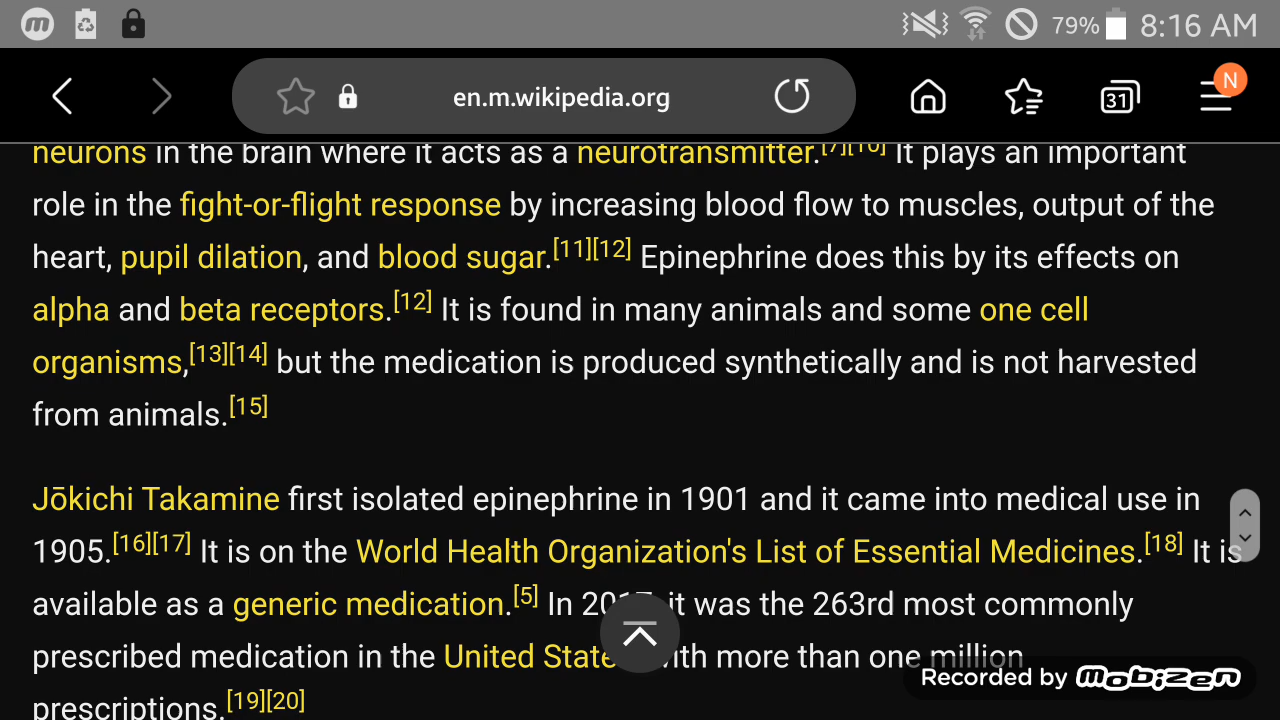 79% 8:16 AM
en.m.wikipedia.org
31
N
neurons in the brain where it acts as a neurotransmitter.[7][10] It plays an important
role in the fight-or-flight response by increasing blood flow to muscles, output of the
heart, pupil dilation, and blood sugar.[11][12] Epinephrine does this by its effects on
alpha and beta receptors.[12] It is found in many animals and some one cell
organisms,[13][14] but the medication is produced synthetically and is not harvested
from animals.[15]
Jōkichi Takamine first isolated epinephrine in 1901 and it came into medical use in
1905.[16][17] It is on the World Health Organization's List of Essential Medicines.[18] It is
available as a generic medication.[5] In 2017, it was the 263rd most commonly
prescribed medication in the United States with more than one million
prescriptions.[19][20]
Recorded by mobizen